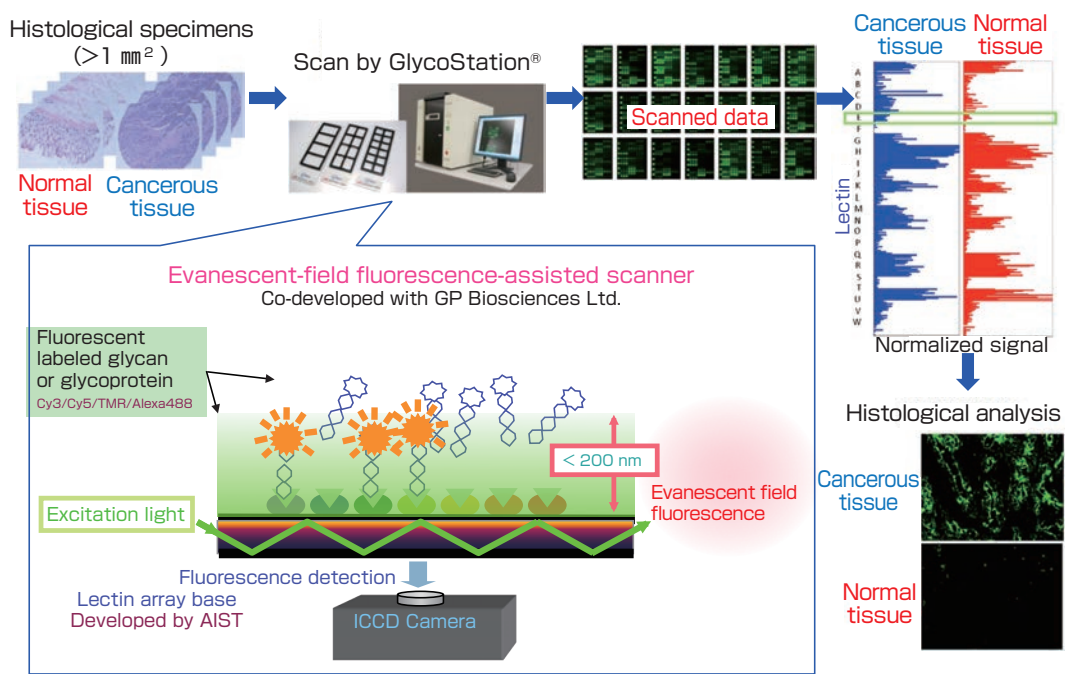 Histological specimens
(>1 mm²)
Normal
tissue
Cancerous
tissue
Scan by GlycoStation®
Scanned data
Cancerous
tissue
Normal
tissue
Lectin
A
B
C
D
E
F
G
H
I
J
K
L
M
N
O
P
Q
R
S
T
U
V
W
Normalized signal
Histological analysis
Cancerous
tissue
Normal
tissue
Evanescent-field fluorescence-assisted scanner
Co-developed with GP Biosciences Ltd.
Fluorescent
labeled glycan
or glycoprotein
Cy3/Cy5/TMR/Alexa488
< 200 nm
Excitation light
Evanescent field
fluorescence
Fluorescence detection
Lectin array base
Developed by AIST
ICCD Camera